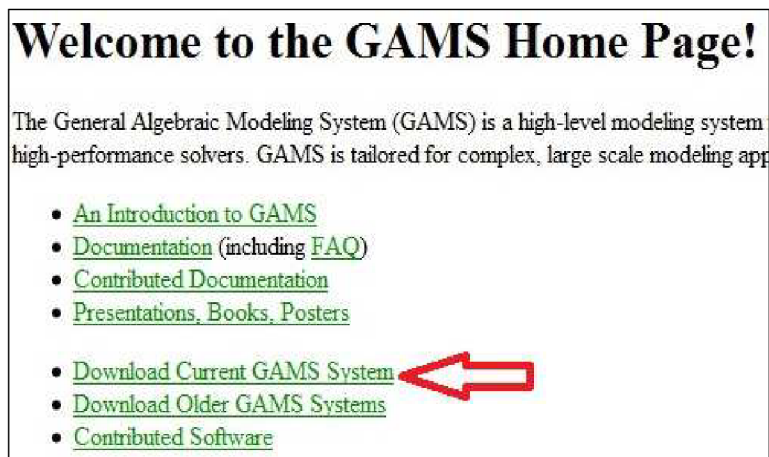 Welcome to the GAMS Home Page!
The General Algebraic Modeling System (GAMS) is a high-level modeling system
high-performance solvers. GAMS is tailored for complex, large scale modeling app
• An Introduction to GAMS
• Documentation (including FAQ)
• Contributed Documentation
• Presentations, Books, Posters
• Download Current GAMS System
• Download Older GAMS Systems
• Contributed Software